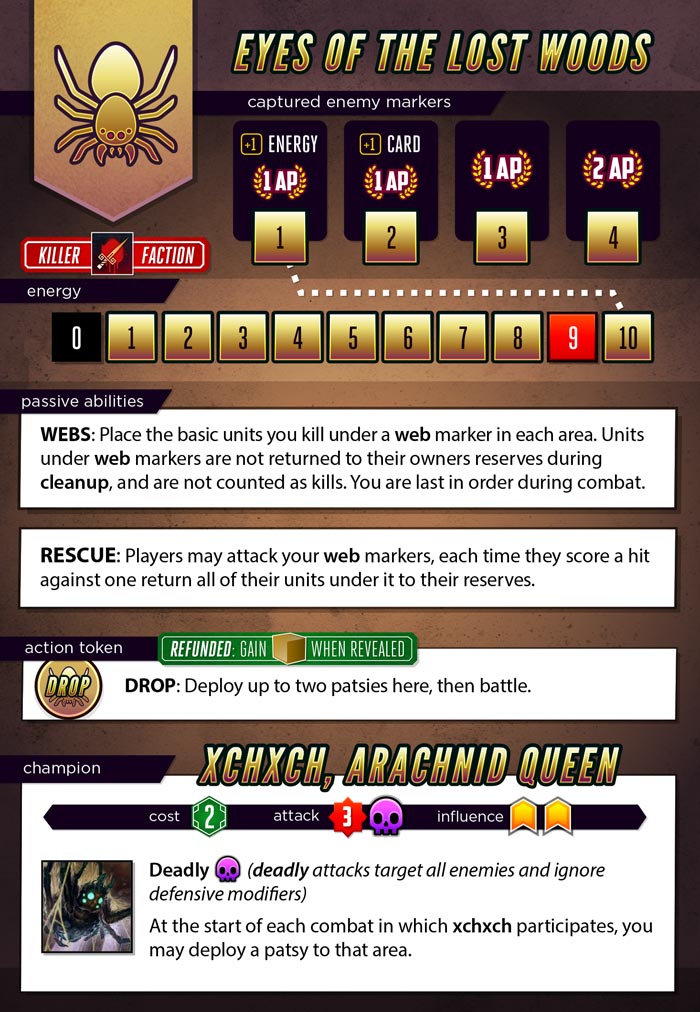 EYES OF THE LOST WOODS
captured enemy markers
+1 ENERGY
1 AP
+1 CARD
1 AP
1 AP
2 AP
1 2 3 4
KILLER FACTION
energy
0 1 2 3 4 5 6 7 8 9 10
passive abilities
WEBS: Place the basic units you kill under a web marker in each area. Units
under web markers are not returned to their owners reserves during
cleanup, and are not counted as kills. You are last in order during combat.
RESCUE: Players may attack your web markers, each time they score a hit
against one return all of their units under it to their reserves.
action token
REFUNDED: GAIN WHEN REVEALED
DROP
DROP: Deploy up to two patsies here, then battle.
champion
XCHXCH, ARACHNID QUEEN
cost 2 attack 3 influence
Deadly (deadly attacks target all enemies and ignore
defensive modifiers)
At the start of each combat in which xchxch participates, you
may deploy a patsy to that area.